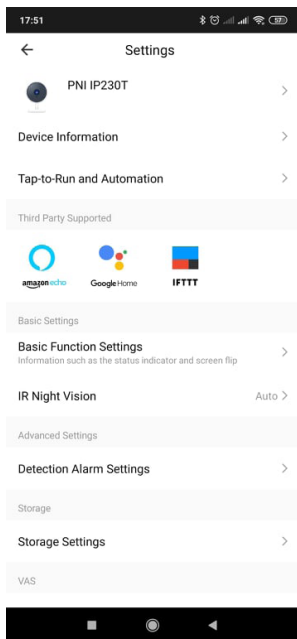 17:51
57
Settings
PNI IP230T
Device Information
Tap-to-Run and Automation
Third Party Supported
amazon echo
Google Home
IFTTT
Basic Settings
Basic Function Settings
Information such as the status indicator and screen flip
IR Night Vision
Auto
Advanced Settings
Detection Alarm Settings
Storage
Storage Settings
VAS